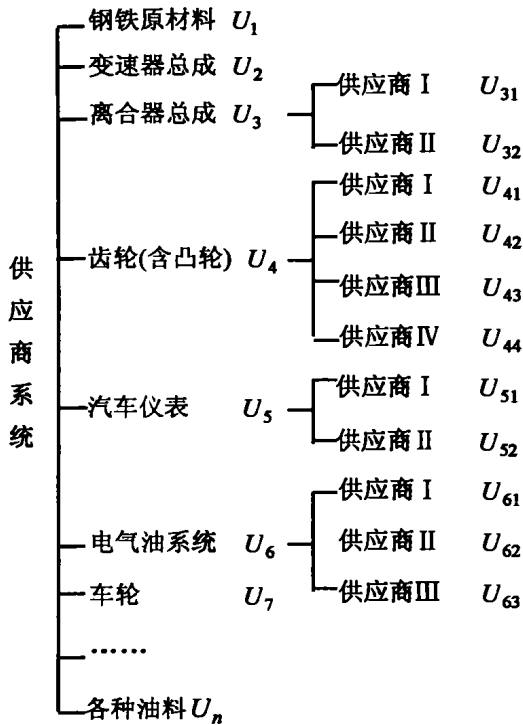 供应商系统
钢铁原材料 U1
变速器总成 U2
离合器总成 U3
供应商Ⅰ U31
供应商Ⅱ U32
齿轮(含凸轮) U4
供应商Ⅰ U41
供应商Ⅱ U42
供应商Ⅲ U43
供应商Ⅳ U44
汽车仪表 U5
供应商Ⅰ U51
供应商Ⅱ U52
电气油系统 U6
供应商Ⅰ U61
供应商Ⅱ U62
供应商Ⅲ U63
车轮 U7
……
各种油料 Un